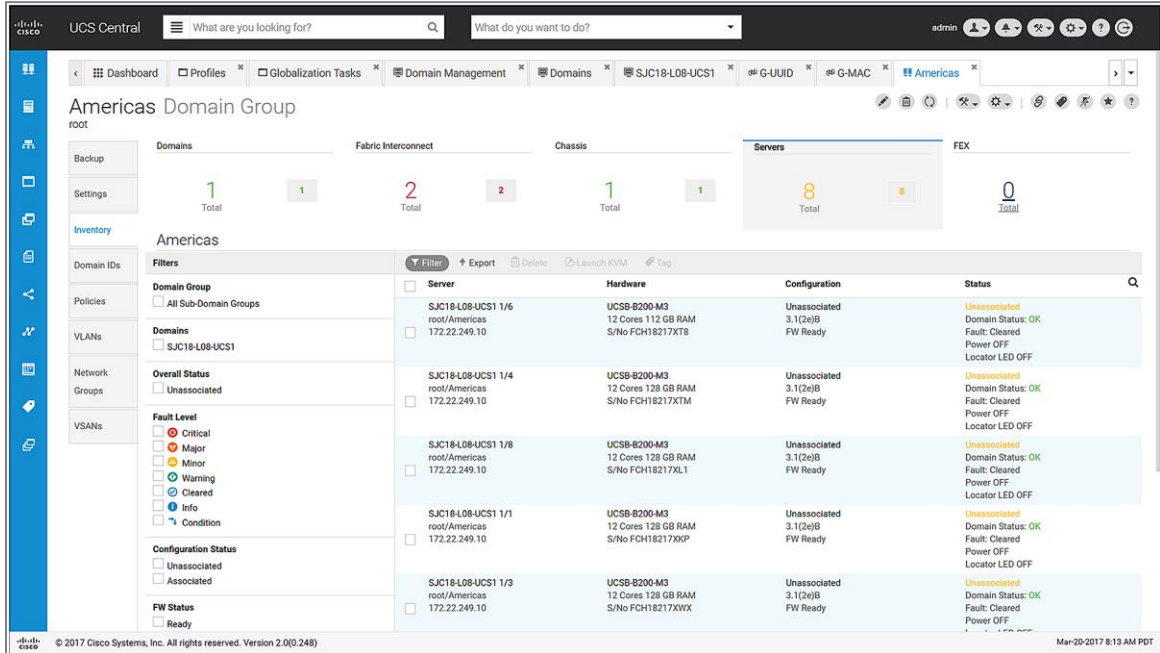 CISCO
UCS Central
What are you looking for?
What do you want to do?
admin
Dashboard
Profiles
Globalization Tasks
Domain Management
Domains
SJC18-L08-UCS1
G-UUID
G-MAC
Americas
Americas Domain Group
root
Backup
Settings
Inventory
Domain IDs
Policies
VLANs
Network
Groups
VSANs
Domains
1
Total
1
Fabric Interconnect
2
Total
2
Chassis
1
Total
1
Servers
8
Total
8
FEX
0
Total
Americas
Filters
Domain Group
All Sub-Domain Groups
Domains
SJC18-L08-UCS1
Overall Status
Unassociated
Fault Level
Critical
Major
Minor
Warning
Cleared
Info
Condition
Configuration Status
Unassociated
Associated
FW Status
Ready
Filter Export Delete Launch KVM Tag
Server Hardware Configuration Status
SJC18-L08-UCS1 1/6 UCSB-B200-M3 Unassociated Unassociated
root/Americas 12 Cores 112 GB RAM 3.1(2e)B Domain Status: OK
172.22.249.10 S/No FCH18217XT8 FW Ready Fault: Cleared
Power OFF
Locator LED OFF
SJC18-L08-UCS1 1/4 UCSB-B200-M3 Unassociated Unassociated
root/Americas 12 Cores 128 GB RAM 3.1(2e)B Domain Status: OK
172.22.249.10 S/No FCH18217XTM FW Ready Fault: Cleared
Power OFF
Locator LED OFF
SJC18-L08-UCS1 1/8 UCSB-B200-M3 Unassociated Unassociated
root/Americas 12 Cores 128 GB RAM 3.1(2e)B Domain Status: OK
172.22.249.10 S/No FCH18217XL1 FW Ready Fault: Cleared
Power OFF
Locator LED OFF
SJC18-L08-UCS1 1/1 UCSB-B200-M3 Unassociated Unassociated
root/Americas 12 Cores 128 GB RAM 3.1(2e)B Domain Status: OK
172.22.249.10 S/No FCH18217XKP FW Ready Fault: Cleared
Power OFF
Locator LED OFF
SJC18-L08-UCS1 1/3 UCSB-B200-M3 Unassociated Unassociated
root/Americas 12 Cores 128 GB RAM 3.1(2e)B Domain Status: OK
172.22.249.10 S/No FCH18217XWX FW Ready Fault: Cleared
Power OFF
CISCO
© 2017 Cisco Systems, Inc. All rights reserved. Version 2.0(0.248)
Mar-20-2017 8:13 AM PDT